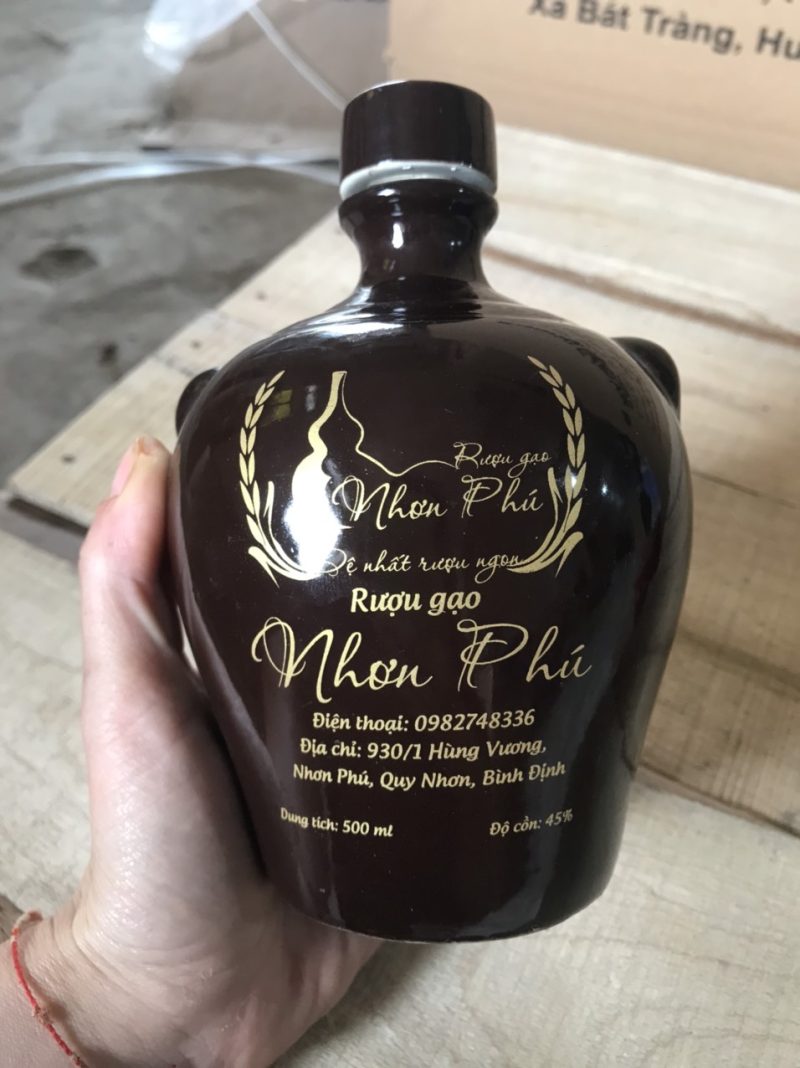 Xã Bát Tràng, Hu
Rượu gạo
Nhơn Phú
Đệ nhất rượu ngon
Rượu gạo
Nhơn Phú
Điện thoại: 0982748336
Địa chỉ: 930/1 Hùng Vương,
Nhơn Phú, Quy Nhơn, Bình Định
Dung tích: 500 ml
Độ cồn: 45%